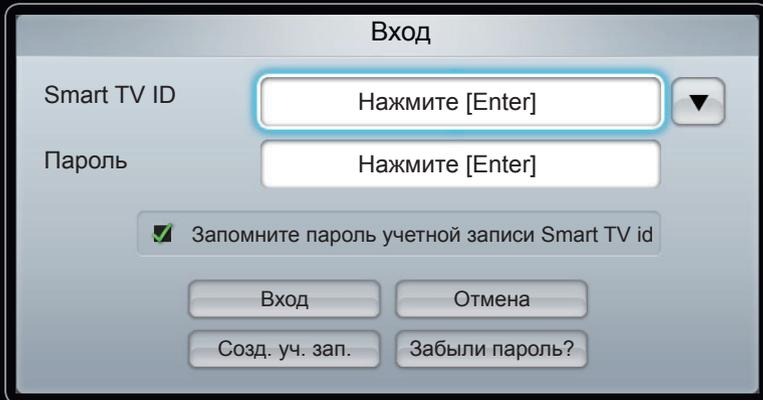 Вход
Smart TV ID
Нажмите [Enter]
Пароль
Нажмите [Enter]
Запомните пароль учетной записи Smart TV id
Вход
Отмена
Созд. уч. зап.
Забыли пароль?